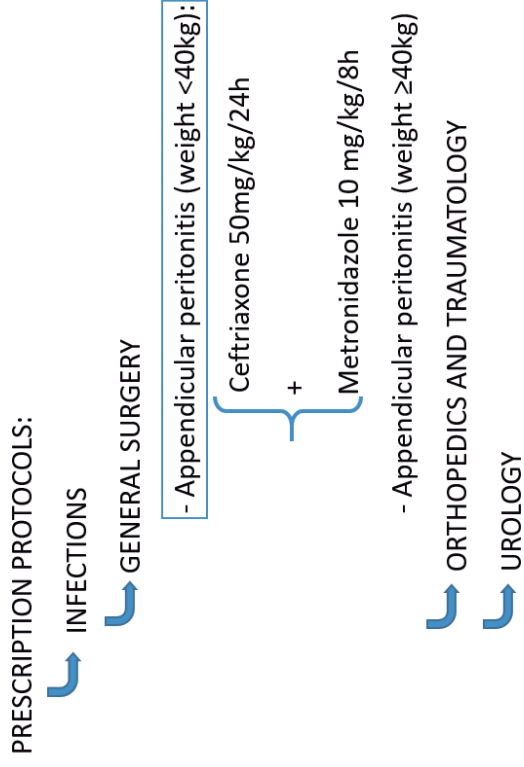 PRESCRIPTION PROTOCOLS:
INFECTIONS
GENERAL SURGERY
- Appendicular peritonitis (weight <40kg):
Ceftriaxone 50mg/kg/24h
+
Metronidazole 10 mg/kg/8h
- Appendicular peritonitis (weight ≥40kg)
ORTHOPEDICS AND TRAUMATOLOGY
UROLOGY